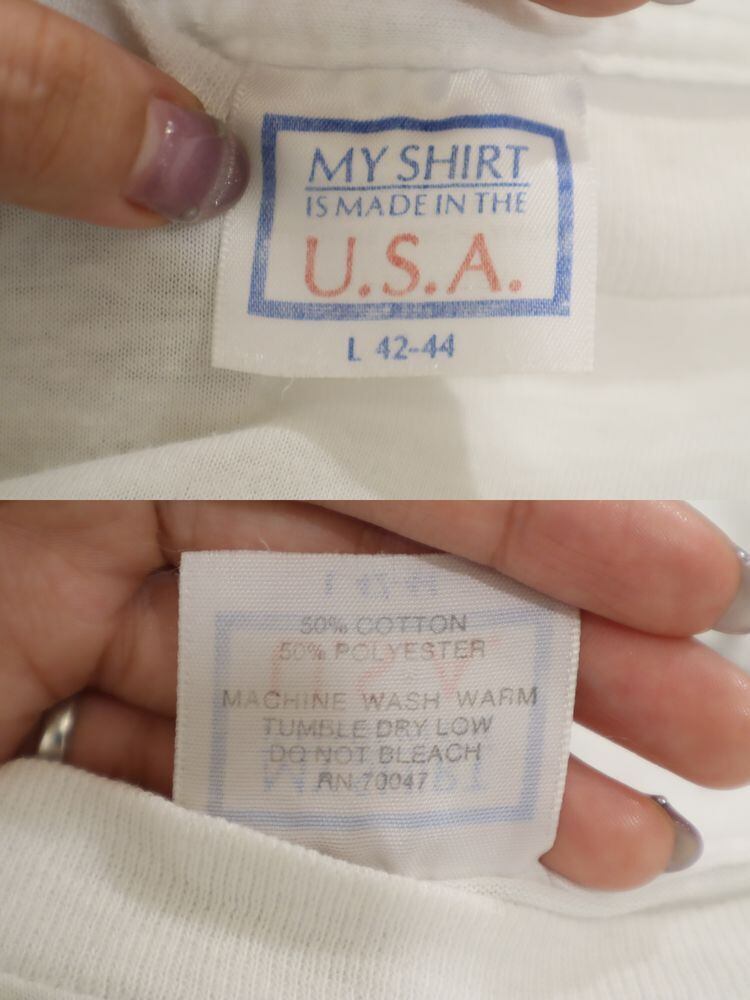 MY SHIRT
IS MADE IN THE
U.S.A.
L 42-44
50% COTTON
50% POLYESTER
MACHINE WASH WARM
TUMBLE DRY LOW
DO NOT BLEACH
RN 70047